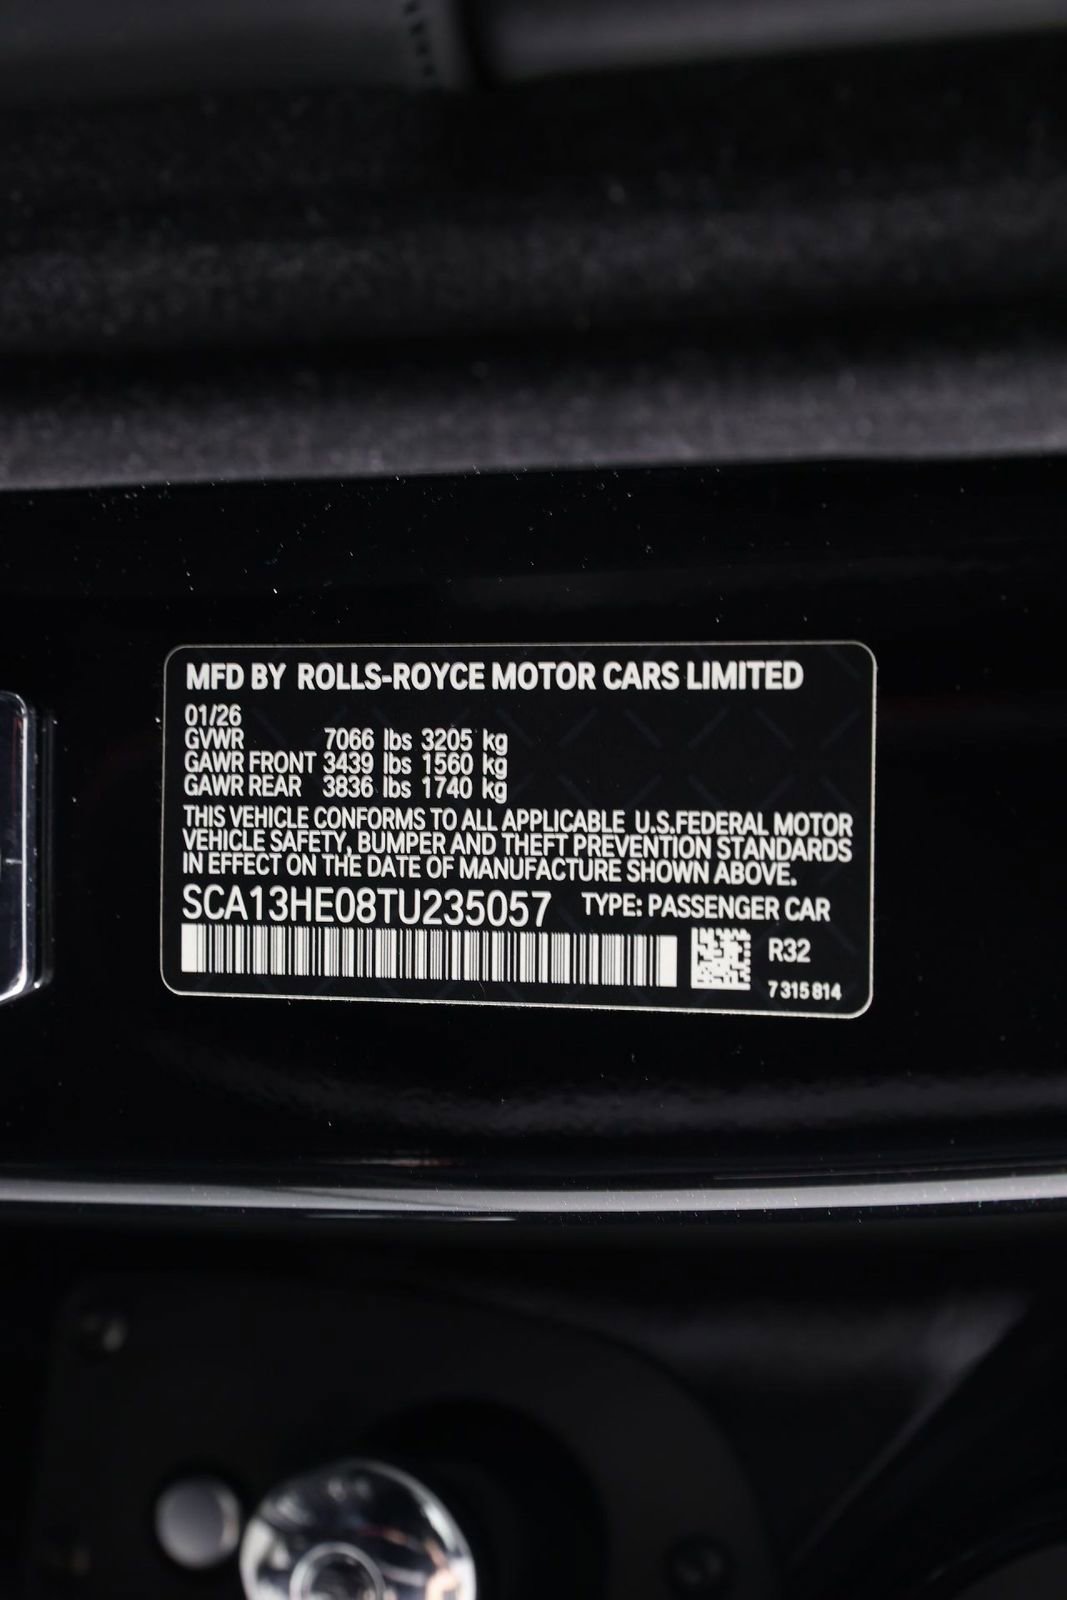 MFD BY ROLLS-ROYCE MOTOR CARS LIMITED
01/26
GVWR 7066 lbs 3205 kg
GAWR FRONT 3439 lbs 1560 kg
GAWR REAR 3836 lbs 1740 kg
THIS VEHICLE CONFORMS TO ALL APPLICABLE U.S.FEDERAL MOTOR
VEHICLE SAFETY, BUMPER AND THEFT PREVENTION STANDARDS
IN EFFECT ON THE DATE OF MANUFACTURE SHOWN ABOVE.
SCA13HE08TU235057 TYPE: PASSENGER CAR
R32
7 315 814